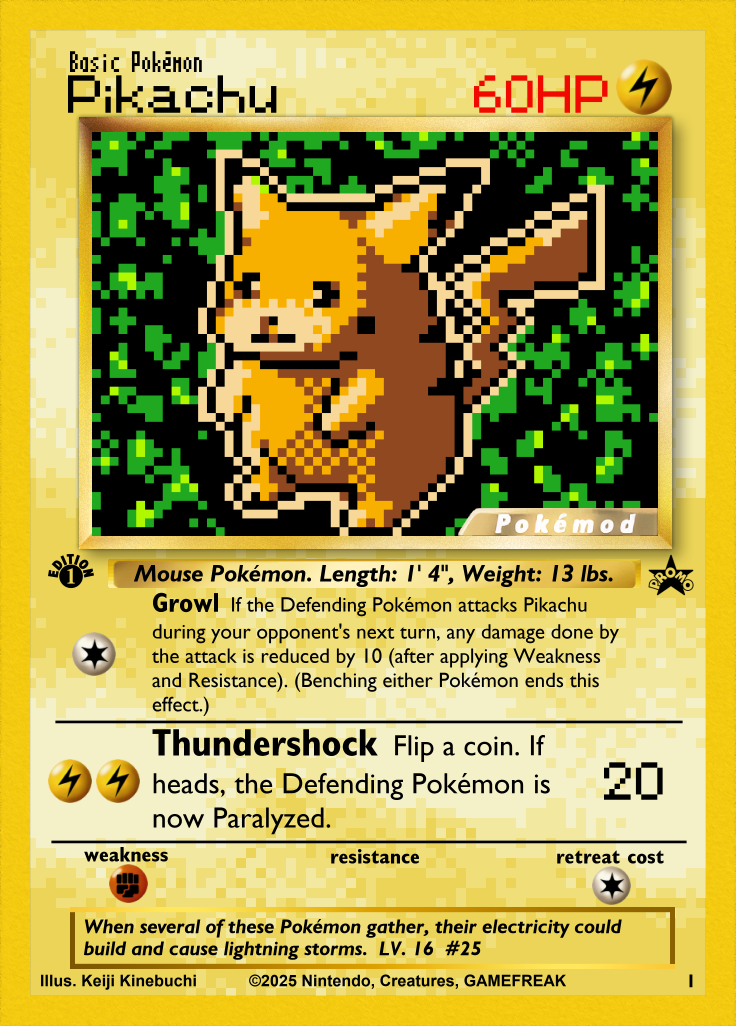 Basic Pokémon
Pikachu 60HP
Pokémod
EDITION 1
Mouse Pokémon. Length: 1' 4", Weight: 13 lbs.
PROMO
Growl If the Defending Pokémon attacks Pikachu
during your opponent's next turn, any damage done by
the attack is reduced by 10 (after applying Weakness
and Resistance). (Benching either Pokémon ends this
effect.)
Thundershock Flip a coin. If
heads, the Defending Pokémon is
now Paralyzed.
20
weakness resistance retreat cost
When several of these Pokémon gather, their electricity could
build and cause lightning storms. LV. 16 #25
Illus. Keiji Kinebuchi ©2025 Nintendo, Creatures, GAMEFREAK I